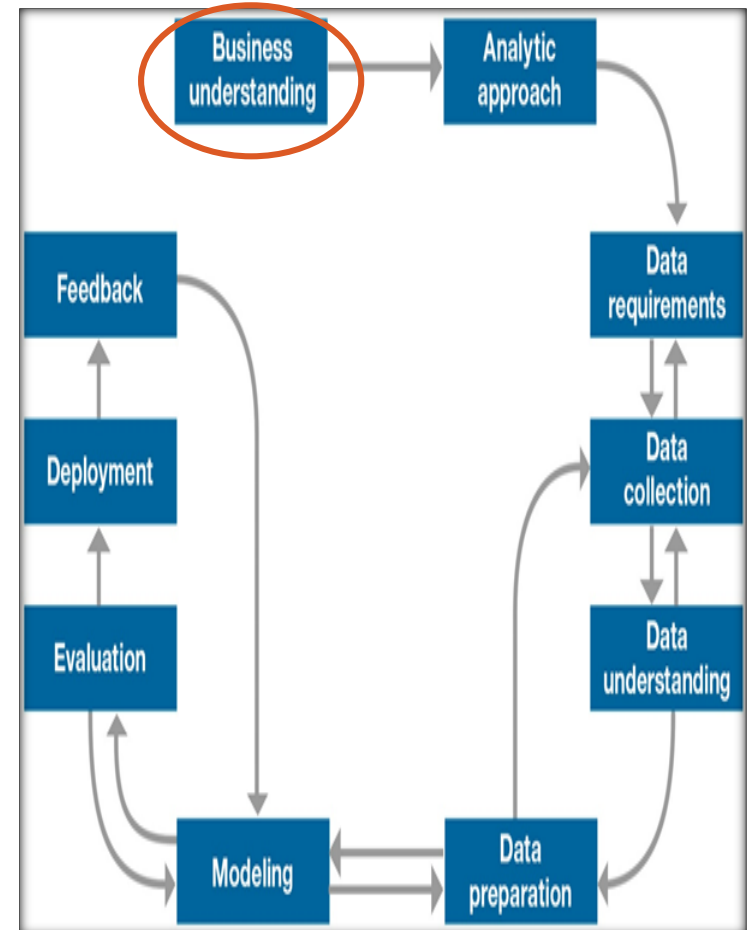 Business
understanding
Analytic
approach
Data
requirements
Data
collection
Data
understanding
Data
preparation
Modeling
Evaluation
Deployment
Feedback